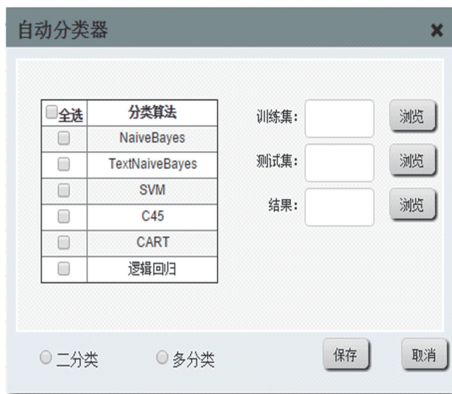 自动分类器
全选 分类算法
NaiveBayes
TextNaiveBayes
SVM
C45
CART
逻辑回归
训练集: 浏览
测试集: 浏览
结果: 浏览
二分类 多分类 保存 取消